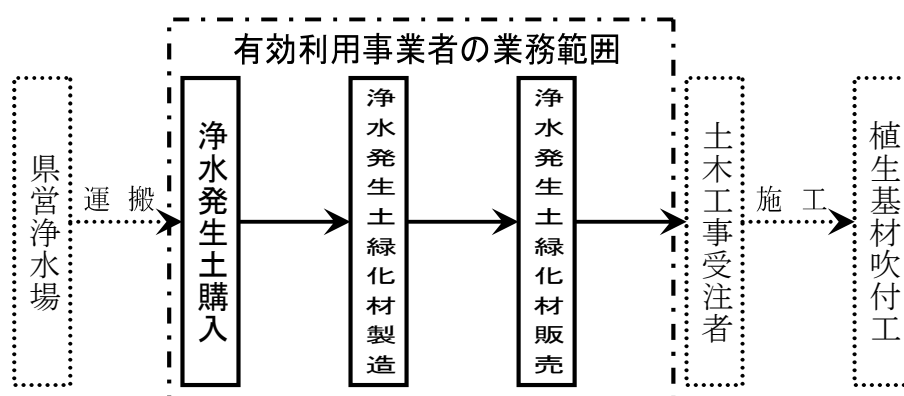 有効利用事業者の業務範囲
県営浄水場
運搬
浄水発生土購入
浄水発生土緑化材製造
浄水発生土緑化材販売
土木工事受注者
施工
植生基材吹付工